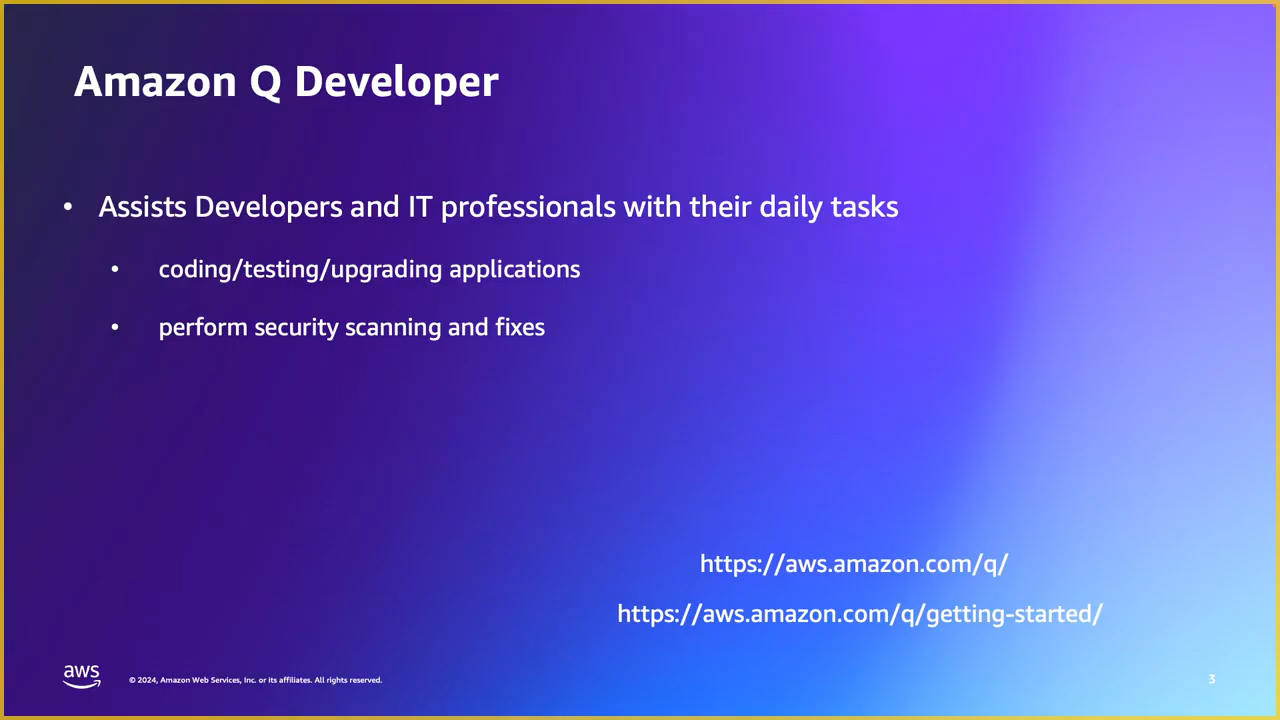 Amazon Q Developer
• Assists Developers and IT professionals with their daily tasks
• coding/testing/upgrading applications
• perform security scanning and fixes
https://aws.amazon.com/q/
https://aws.amazon.com/q/getting-started/
aws
© 2024, Amazon Web Services, Inc. or its affiliates. All rights reserved.
3